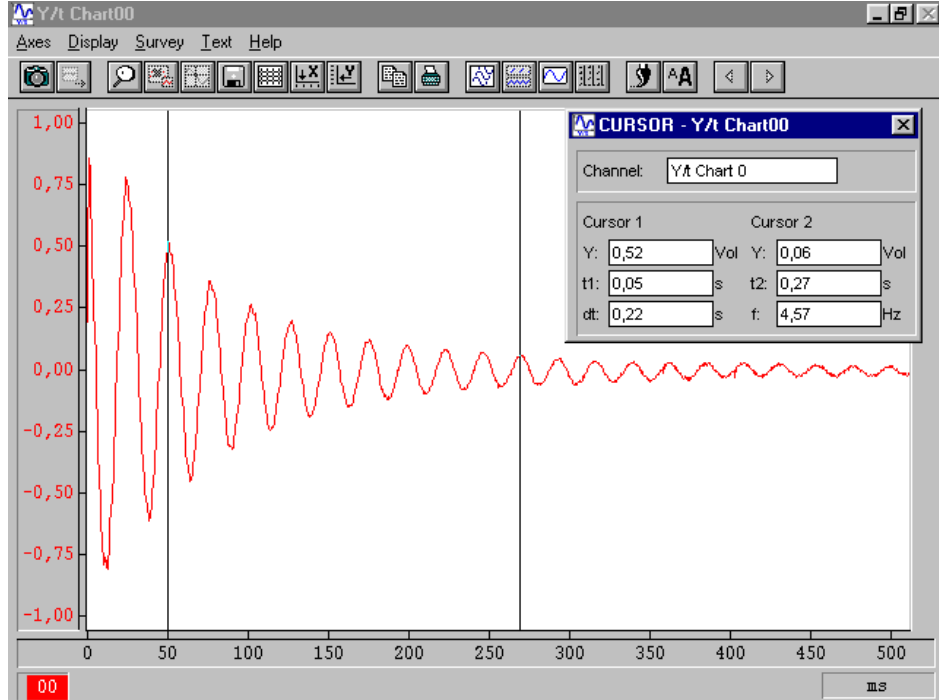 Y/t Chart00
Axes Display Survey Text Help
1,00
0,75
0,50
0,25
0,00
-0,25
-0,50
-0,75
-1,00
CURSOR - Y/t Chart00
Channel: Y/t Chart 0
Cursor 1 Cursor 2
Y: 0,52 Vol Y: 0,06 Vol
t1: 0,05 s t2: 0,27 s
dt: 0,22 s f: 4,57 Hz
0 50 100 150 200 250 300 350 400 450 500
00 ms